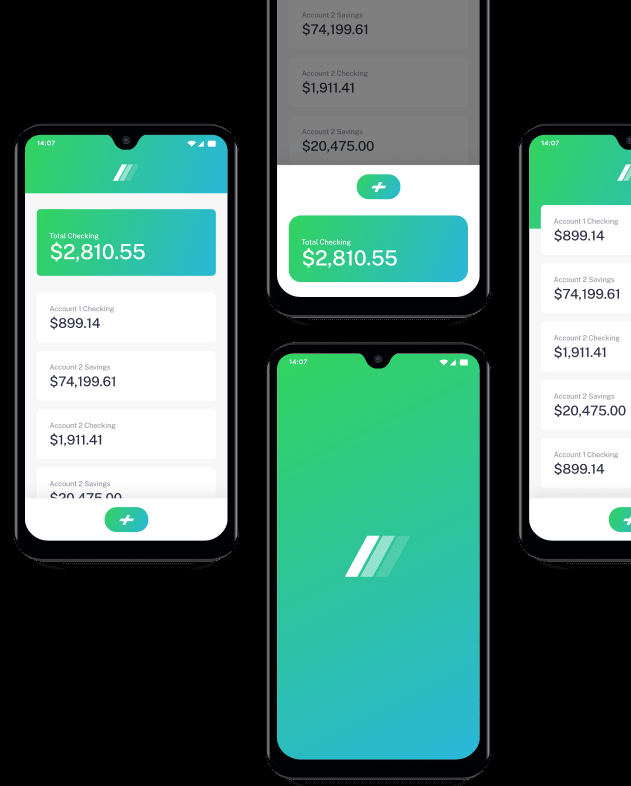 14:07
Total Checking
$2,810.55
Account 1 Checking
$899.14
Account 2 Savings
$74,199.61
Account 2 Checking
$1,911.41
Account 2 Savings
$20,475.00
Account 2 Savings
$74,199.61
Account 2 Checking
$1,911.41
Account 2 Savings
$20,475.00
Total Checking
$2,810.55
14:07
14:07
Account 1 Checking
$899.14
Account 2 Savings
$74,199.61
Account 2 Checking
$1,911.41
Account 2 Savings
$20,475.00
Account 1 Checking
$899.14